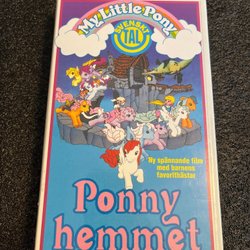 My Little Pony
SVENSKT
TAL
Ny spännande film
med barnens
favorithästar
Ponny
hemmet